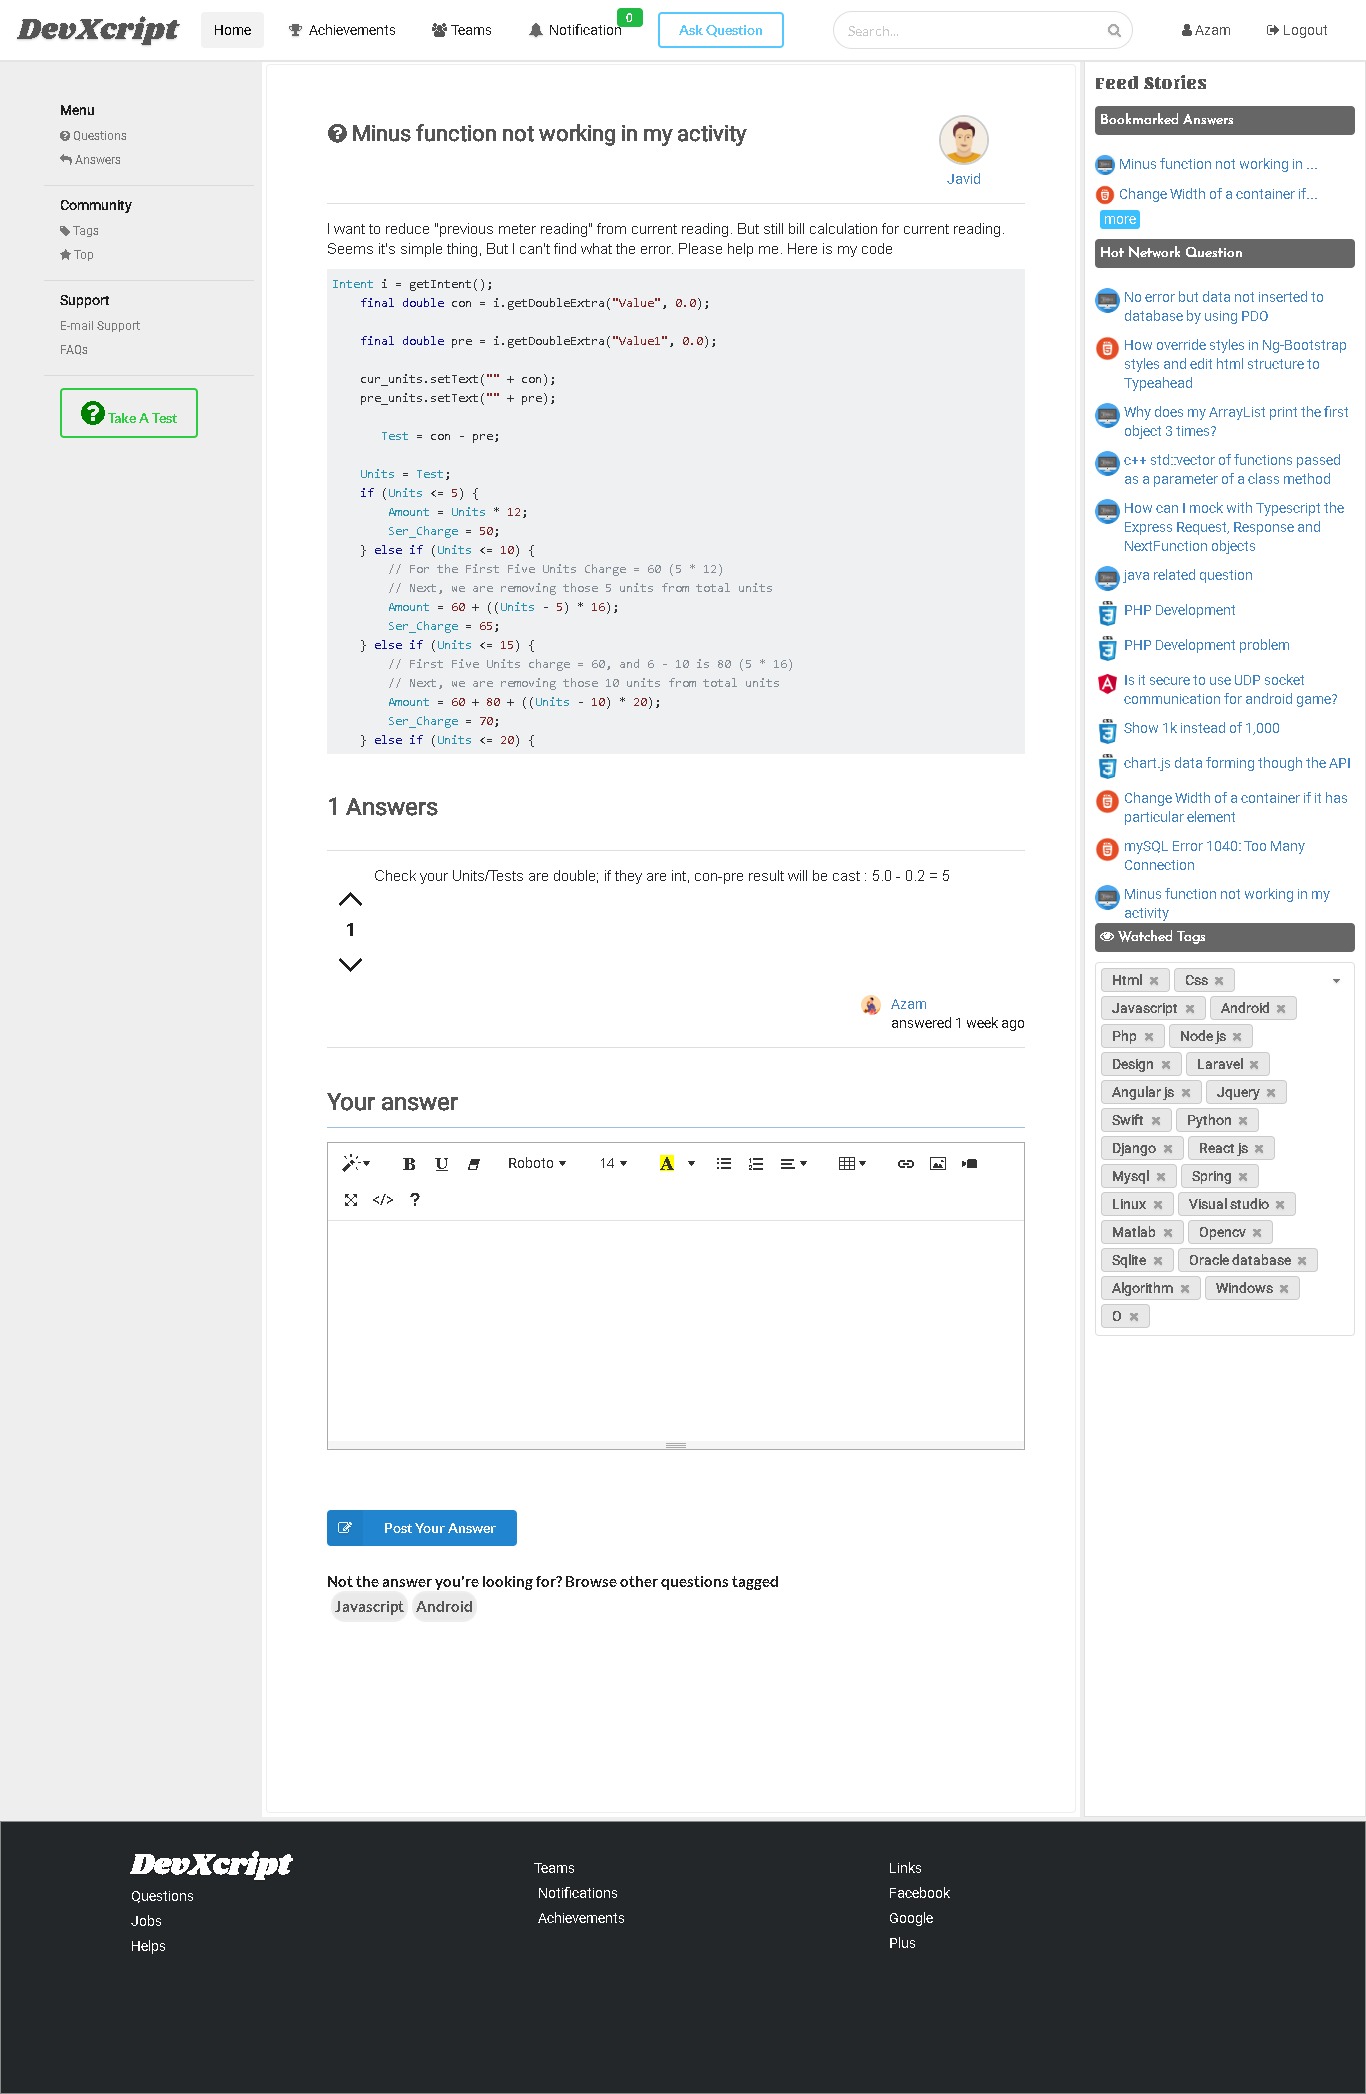 DevXcript
Home
Achievements
Teams
Notification
0
Ask Question
Search...
Azam
Logout
Menu
Questions
Answers
Community
Tags
Top
Support
E-mail Support
FAQs
Take A Test
Minus function not working in my activity
Javid
I want to reduce "previous meter reading" from current reading. But still bill calculation for current reading.
Seems it's simple thing, But I can't find what the error. Please help me. Here is my code
Intent i = getIntent();
final double con = i.getDoubleExtra("Value", 0.0);
final double pre = i.getDoubleExtra("Value1", 0.0);
cur_units.setText("" + con);
pre_units.setText("" + pre);
Test = con - pre;
Units = Test;
if (Units <= 5) {
Amount = Units * 12;
Ser_Charge = 50;
} else if (Units <= 10) {
// For the First Five Units Charge = 60 (5 * 12)
// Next, we are removing those 5 units from total units
Amount = 60 + ((Units - 5) * 16);
Ser_Charge = 65;
} else if (Units <= 15) {
// First Five Units charge = 60, and 6 - 10 is 80 (5 * 16)
// Next, we are removing those 10 units from total units
Amount = 60 + 80 + ((Units - 10) * 20);
Ser_Charge = 70;
} else if (Units <= 20) {
1 Answers
Check your Units/Tests are double; if they are int, con-pre result will be cast : 5.0 - 0.2 = 5
1
Azam
answered 1 week ago
Your answer
B U
Roboto
14
A
</> ?
Post Your Answer
Not the answer you're looking for? Browse other questions tagged
Javascript Android
Feed Stories
Bookmarked Answers
Minus function not working in ...
Change Width of a container if...
more
Hot Network Question
No error but data not inserted to
database by using PDO
How override styles in Ng-Bootstrap
styles and edit html structure to
Typeahead
Why does my ArrayList print the first
object 3 times?
c++ std::vector of functions passed
as a parameter of a class method
How can I mock with Typescript the
Express Request, Response and
NextFunction objects
java related question
PHP Development
PHP Development problem
Is it secure to use UDP socket
communication for android game?
Show 1k instead of 1,000
chart.js data forming though the API
Change Width of a container if it has
particular element
mySQL Error 1040: Too Many
Connection
Minus function not working in my
activity
Watched Tags
Html Css
Javascript Android
Php Node js
Design Laravel
Angular js Jquery
Swift Python
Django React js
Mysql Spring
Linux Visual studio
Matlab Opencv
Sqlite Oracle database
Algorithm Windows
O
DevXcript
Questions
Jobs
Helps
Teams
Notifications
Achievements
Links
Facebook
Google
Plus